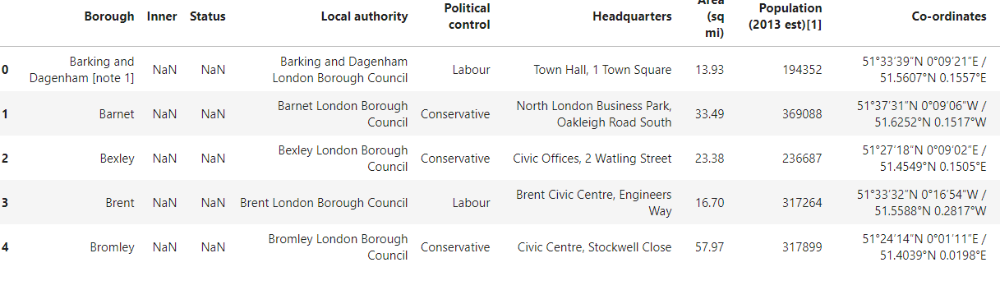 Borough Inner Status Local authority Political control Headquarters Area (sq mi) Population (2013 est)[1] Co-ordinates
0 Barking and Dagenham [note 1] NaN NaN Barking and Dagenham London Borough Council Labour Town Hall, 1 Town Square 13.93 194352 51°33′39″N 0°09′21″E / 51.5607°N 0.1557°E
1 Barnet NaN NaN Barnet London Borough Council Conservative North London Business Park, Oakleigh Road South 33.49 369088 51°37′31″N 0°09′06″W / 51.6252°N 0.1517°W
2 Bexley NaN NaN Bexley London Borough Council Conservative Civic Offices, 2 Watling Street 23.38 236687 51°27′18″N 0°09′02″E / 51.4549°N 0.1505°E
3 Brent NaN NaN Brent London Borough Council Labour Brent Civic Centre, Engineers Way 16.70 317264 51°33′32″N 0°16′54″W / 51.5588°N 0.2817°W
4 Bromley NaN NaN Bromley London Borough Council Conservative Civic Centre, Stockwell Close 57.97 317899 51°24′14″N 0°01′11″E / 51.4039°N 0.0198°E